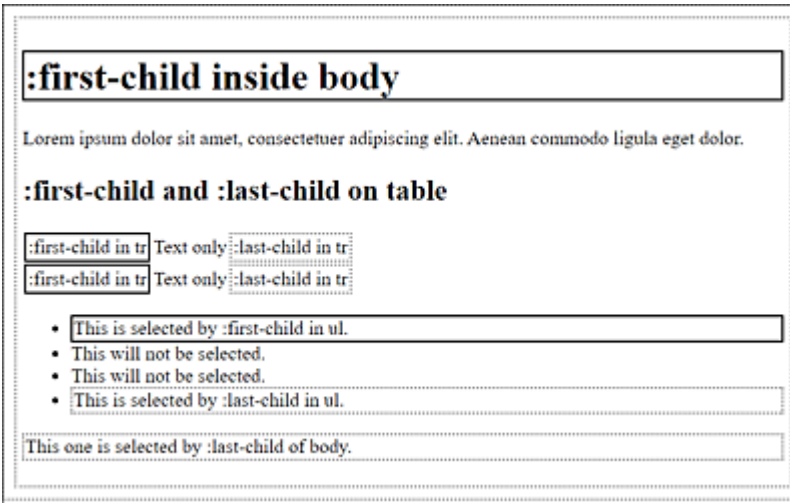 :first-child inside body
Lorem ipsum dolor sit amet, consectetuer adipiscing elit. Aenean commodo ligula eget dolor.
:first-child and :last-child on table
:first-child in tr Text only :last-child in tr
:first-child in tr Text only :last-child in tr
This is selected by :first-child in ul.
This will not be selected.
This will not be selected.
This is selected by :last-child in ul.
This one is selected by :last-child of body.